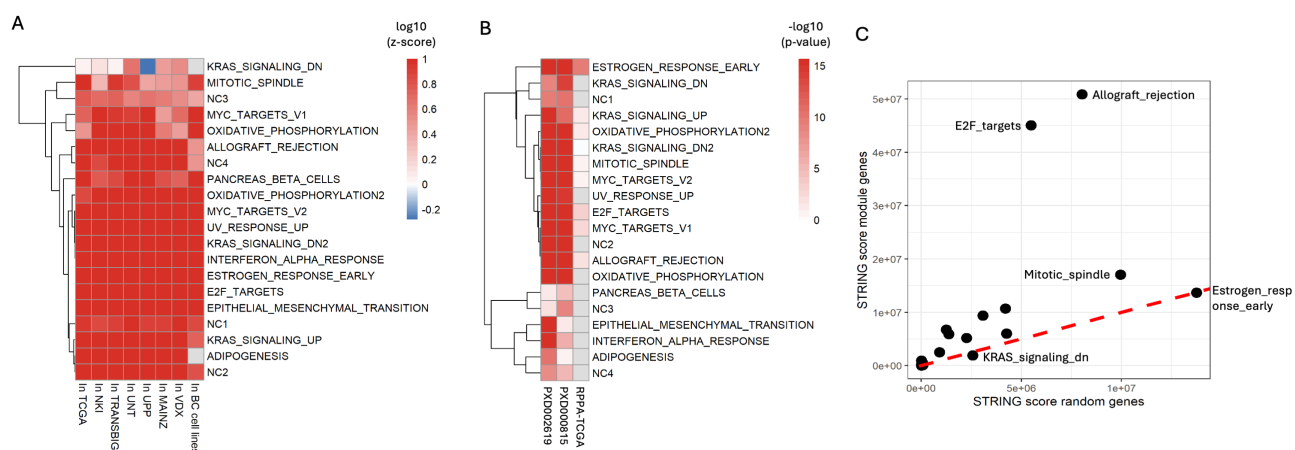 A
log10
(z-score)
1
0.8
0.6
0.4
0.2
0
-0.2
KRAS_SIGNALING_DN
MITOTIC_SPINDLE
NC3
MYC_TARGETS_V1
OXIDATIVE_PHOSPHORYLATION
ALLOGRAFT_REJECTION
NC4
PANCREAS_BETA_CELLS
OXIDATIVE_PHOSPHORYLATION2
MYC_TARGETS_V2
UV_RESPONSE_UP
KRAS_SIGNALING_DN2
INTERFERON_ALPHA_RESPONSE
ESTROGEN_RESPONSE_EARLY
E2F_TARGETS
EPITHELIAL_MESENCHYMAL_TRANSITION
NC1
KRAS_SIGNALING_UP
ADIPOGENESIS
NC2
In TCGA
In NKI
In TRANSBIG
In UNT
In UPP
In MAINZ
In VDX
In BC cell lines
B
-log10
(p-value)
15
10
5
0
ESTROGEN_RESPONSE_EARLY
KRAS_SIGNALING_DN
NC1
KRAS_SIGNALING_UP
OXIDATIVE_PHOSPHORYLATION2
KRAS_SIGNALING_DN2
MITOTIC_SPINDLE
MYC_TARGETS_V2
UV_RESPONSE_UP
E2F_TARGETS
MYC_TARGETS_V1
NC2
ALLOGRAFT_REJECTION
OXIDATIVE_PHOSPHORYLATION
PANCREAS_BETA_CELLS
NC3
EPITHELIAL_MESENCHYMAL_TRANSITION
INTERFERON_ALPHA_RESPONSE
ADIPOGENESIS
NC4
PXD002619
PXD000815
RPPA-TCGA
C
STRING score module genes
5e+07
4e+07
3e+07
2e+07
1e+07
0e+00
Allograft_rejection
E2F_targets
Mitotic_spindle
Estrogen_resp
onse_early
KRAS_signaling_dn
0e+00
5e+06
1e+07
STRING score random genes